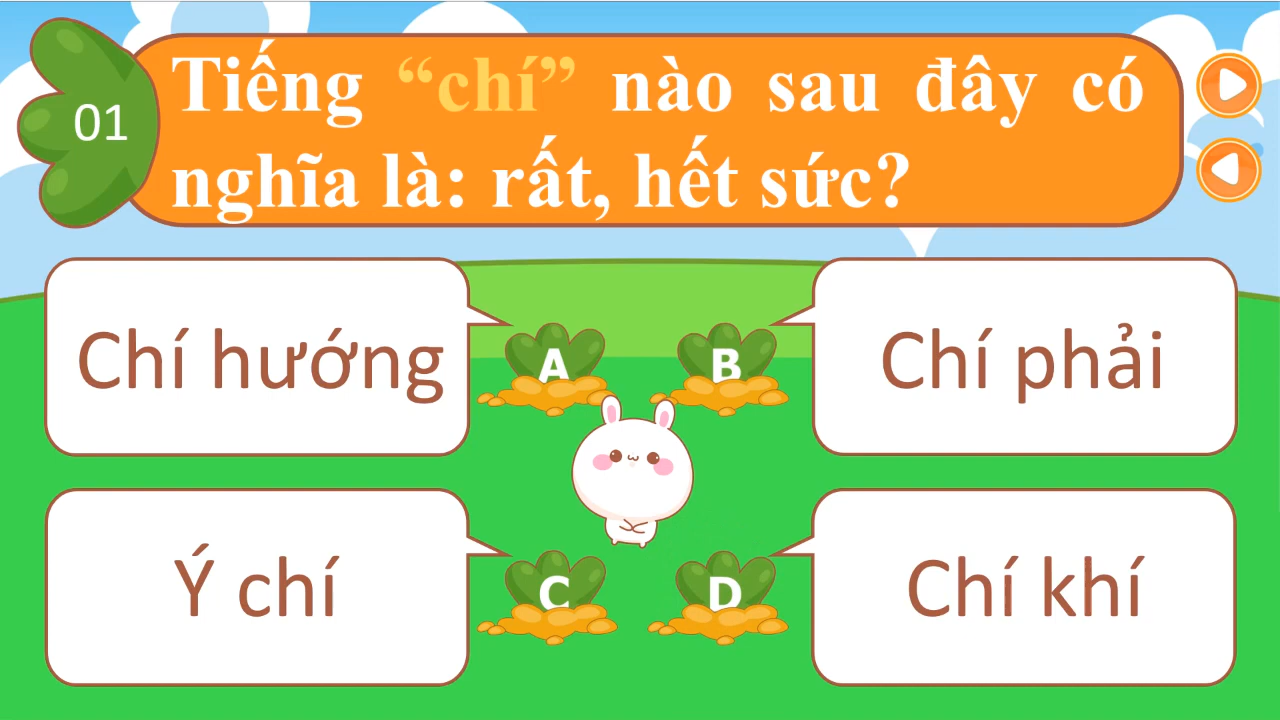 01
Tiếng “chí” nào sau đây có
nghĩa là: rất, hết sức?
Chí hướng
A
B
Chí phải
Ý chí
C
D
Chí khí